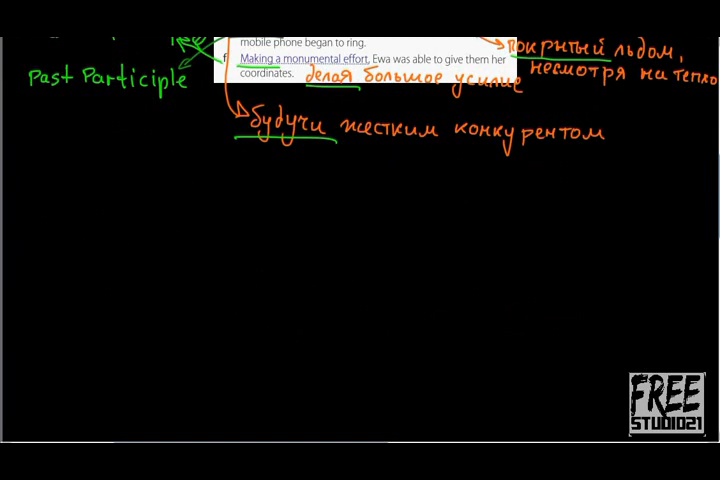 mobile phone began to ring.
f Making a monumental effort, Ewa was able to give them her
coordinates.
Past Participle
делая большое усилие
покрытый льдом,
несмотря на тепло
будучи жестким конкурентом
FREE
STUDIO21